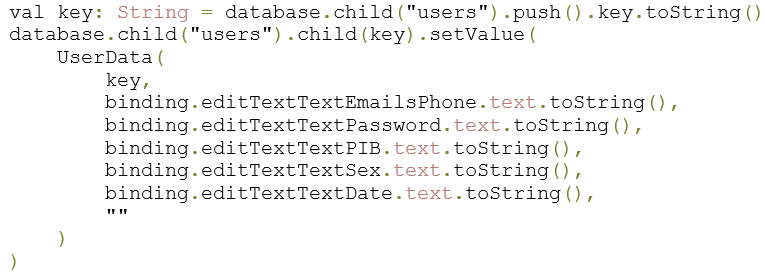 val key: String = database.child("users").push().key.toString()
database.child("users").child(key).setValue(
    UserData(
        key,
        binding.editTextTextEmailsPhone.text.toString(),
        binding.editTextTextPassword.text.toString(),
        binding.editTextTextPIB.text.toString(),
        binding.editTextTextSex.text.toString(),
        binding.editTextTextDate.text.toString(),
        ""
    )
)